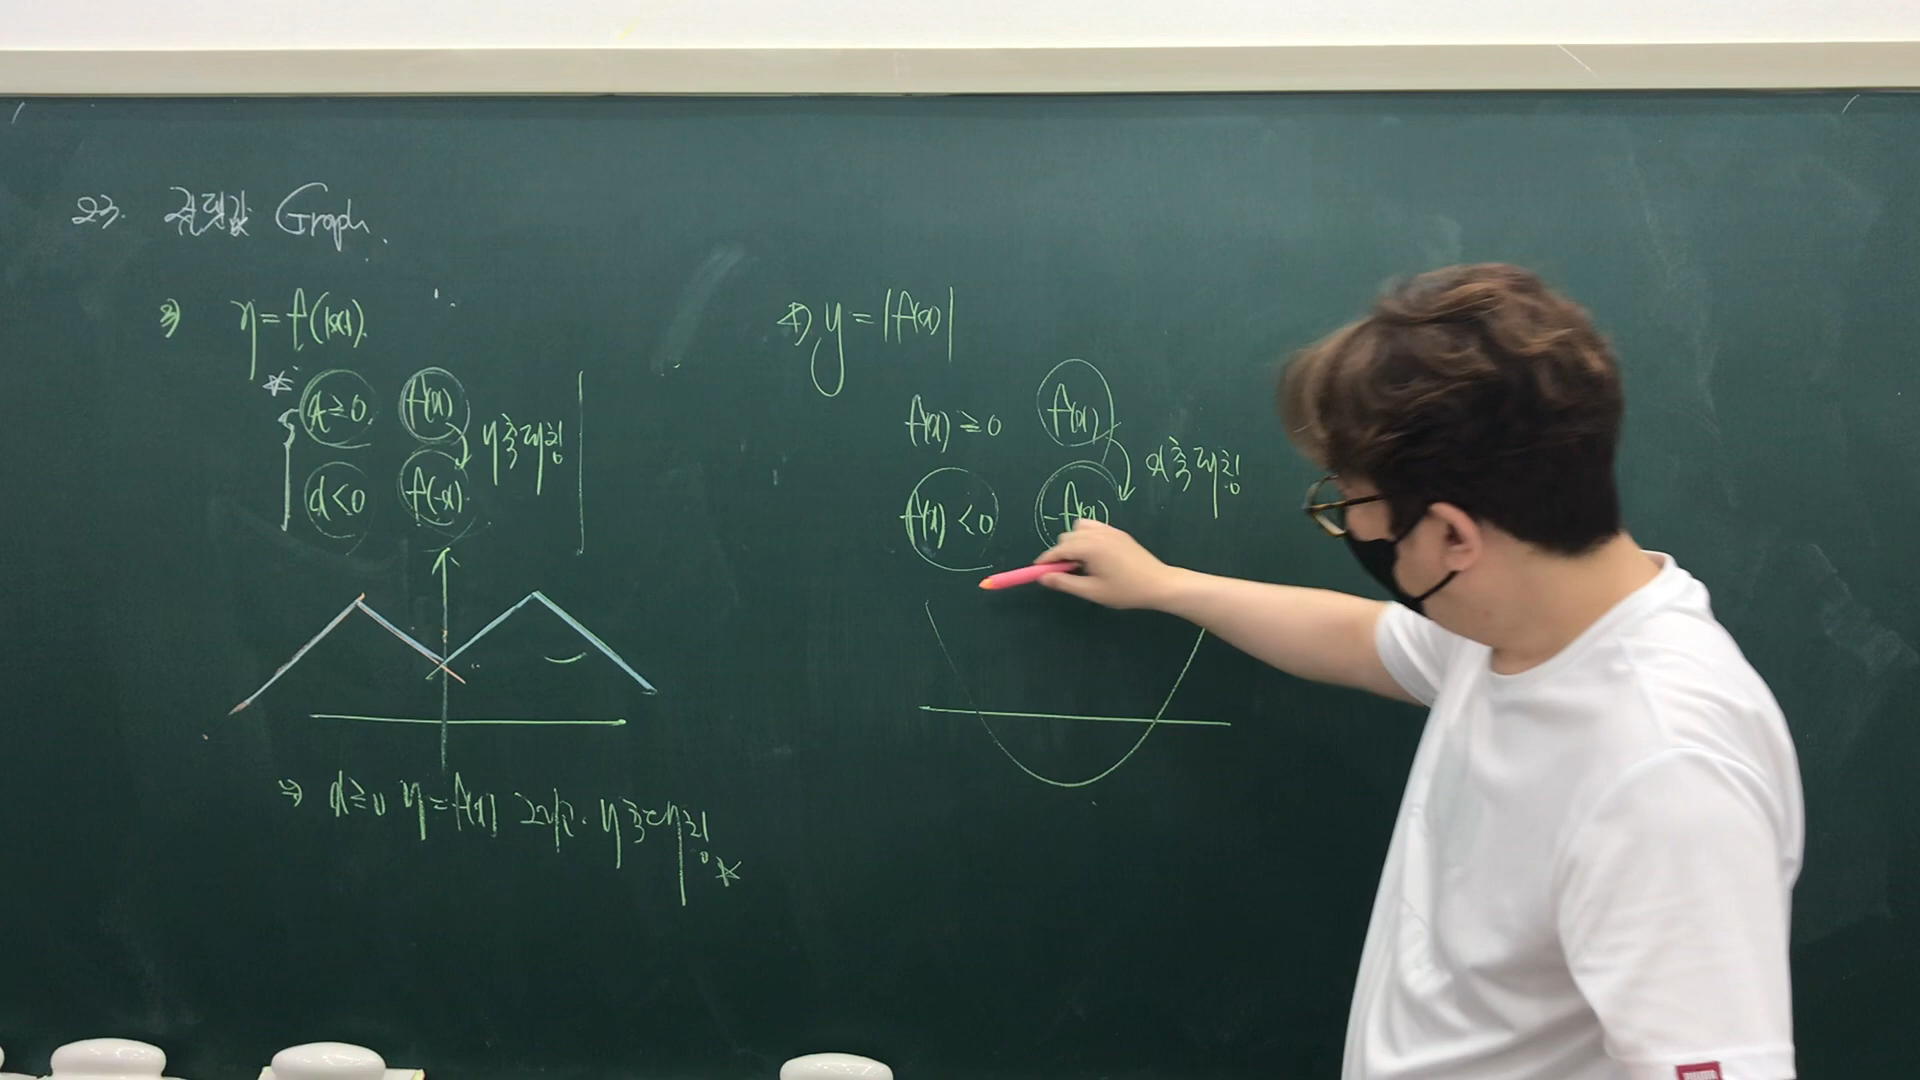 23. 절댓값 Graph.
3) y=f(|x|).
x≥0 f(x)
x<0 f(-x). y축대칭
⇒ x≥0 y=f(x) 그리고. y축대칭
4) y=|f(x)|
f(x)≥0 f(x)
f(x)<0 -f(x) x축대칭